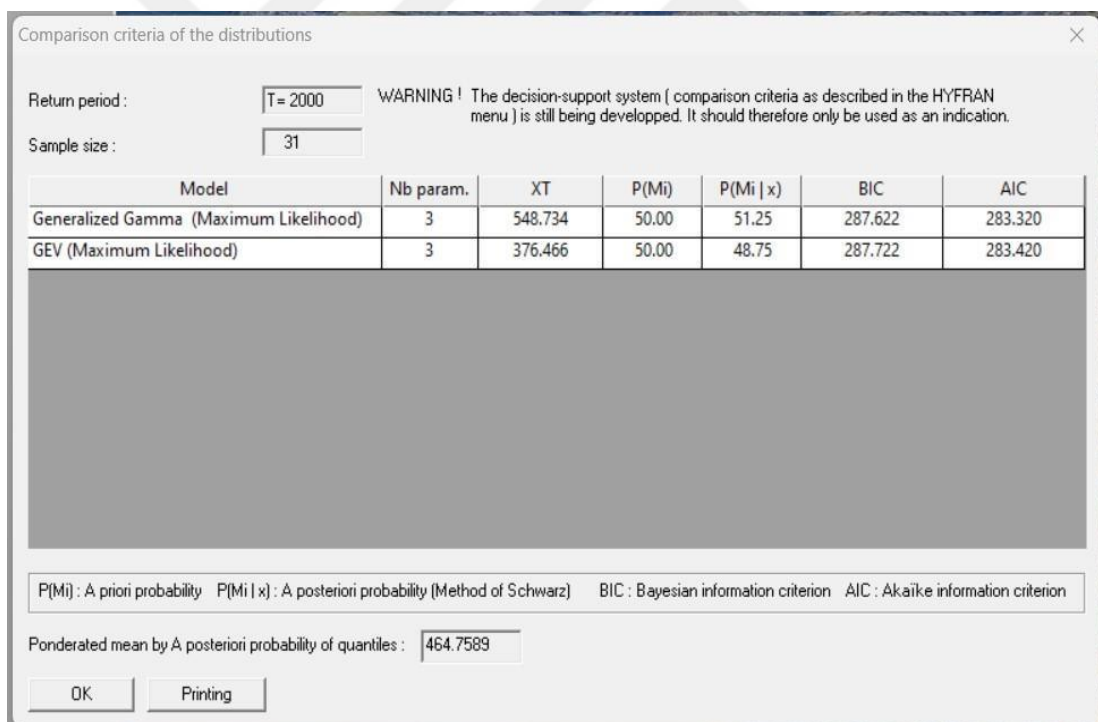 Comparison criteria of the distributions
Return period : T= 2000 WARNING ! The decision-support system ( comparison criteria as described in the HYFRAN
menu ) is still being developped. It should therefore only be used as an indication.
Sample size : 31
Model Nb param. XT P(Mi) P(Mi | x) BIC AIC
Generalized Gamma (Maximum Likelihood) 3 548.734 50.00 51.25 287.622 283.320
GEV (Maximum Likelihood) 3 376.466 50.00 48.75 287.722 283.420
P(Mi) : A priori probability P(Mi | x) : A posteriori probability (Method of Schwarz) BIC : Bayesian information criterion AIC : Akaïke information criterion
Ponderated mean by A posteriori probability of quantiles : 464.7589
OK Printing